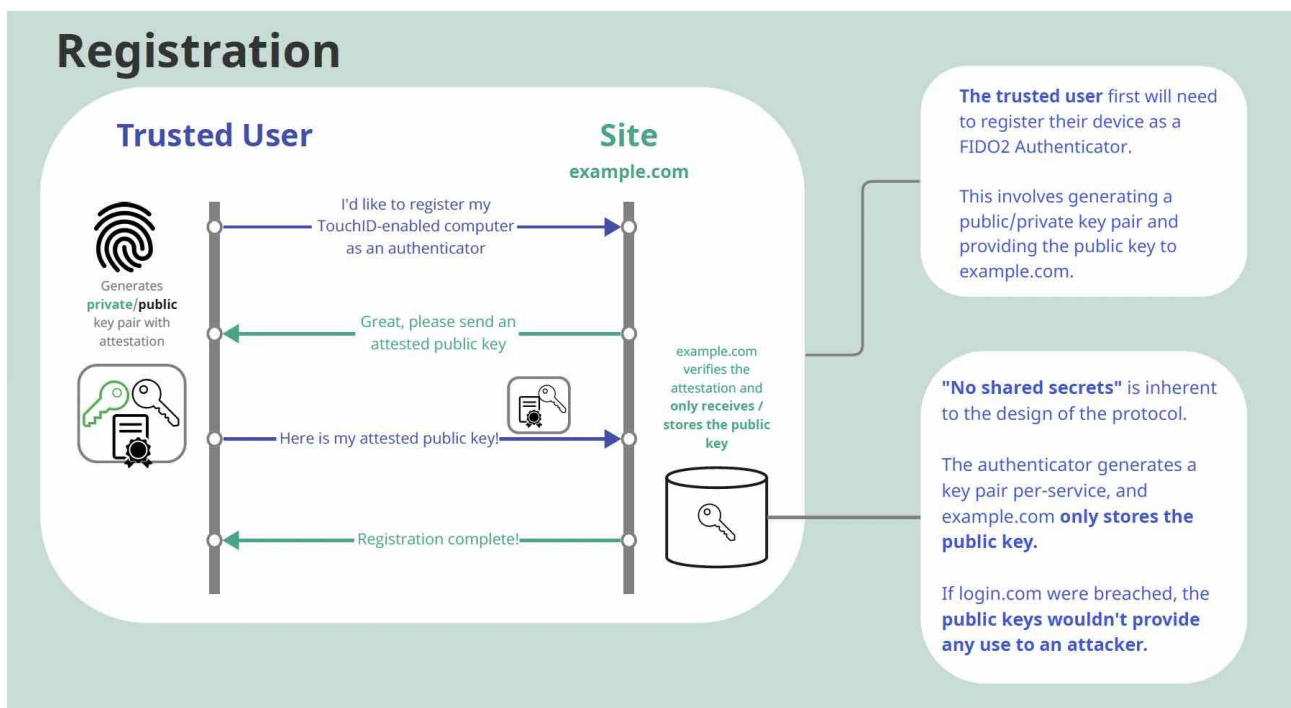 Registration
Trusted User
Site
example.com
I'd like to register my
TouchID-enabled computer
as an authenticator
Generates
private/public
key pair with
attestation
Great, please send an
attested public key
example.com
verifies the
attestation and
only receives /
stores the public
key
Here is my attested public key!
Registration complete!
The trusted user first will need
to register their device as a
FIDO2 Authenticator.
This involves generating a
public/private key pair and
providing the public key to
example.com.
"No shared secrets" is inherent
to the design of the protocol.
The authenticator generates a
key pair per-service, and
example.com only stores the
public key.
If login.com were breached, the
public keys wouldn't provide
any use to an attacker.